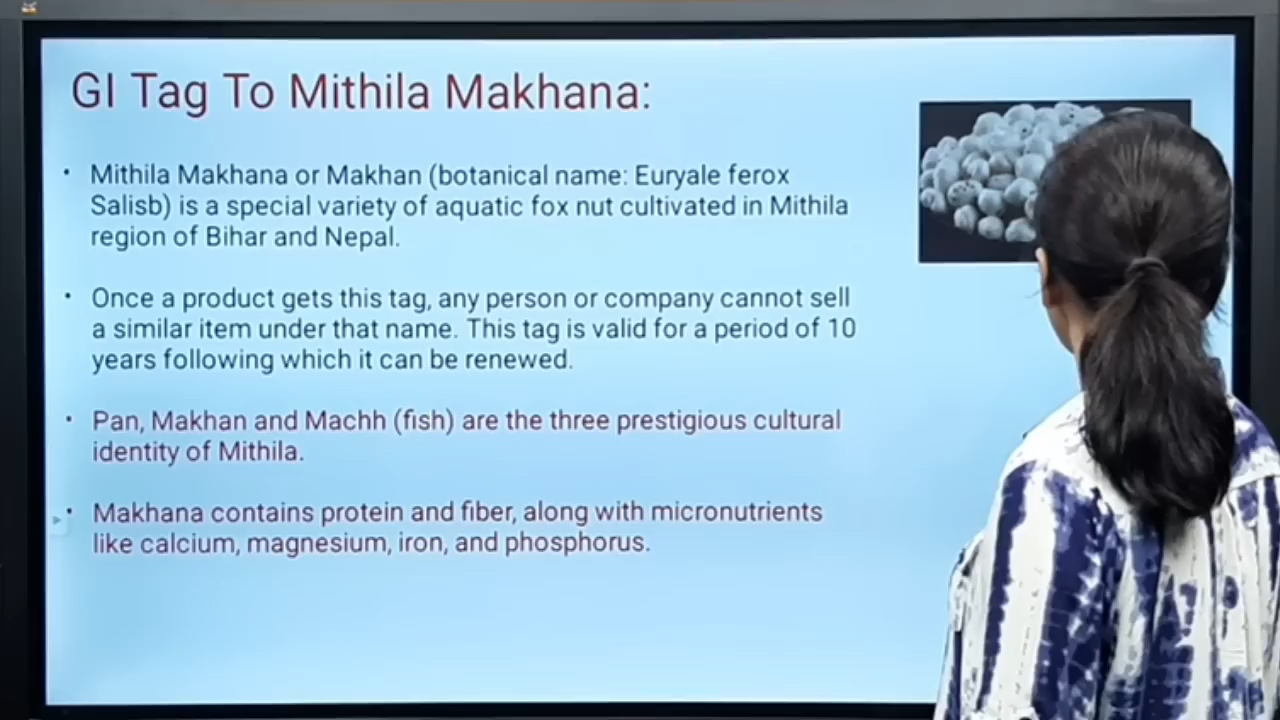 GI Tag To Mithila Makhana:
• Mithila Makhana or Makhan (botanical name: Euryale ferox
Salisb) is a special variety of aquatic fox nut cultivated in Mithila
region of Bihar and Nepal.
• Once a product gets this tag, any person or company cannot sell
a similar item under that name. This tag is valid for a period of 10
years following which it can be renewed.
• Pan, Makhan and Machh (fish) are the three prestigious cultural
identity of Mithila.
• Makhana contains protein and fiber, along with micronutrients
like calcium, magnesium, iron, and phosphorus.